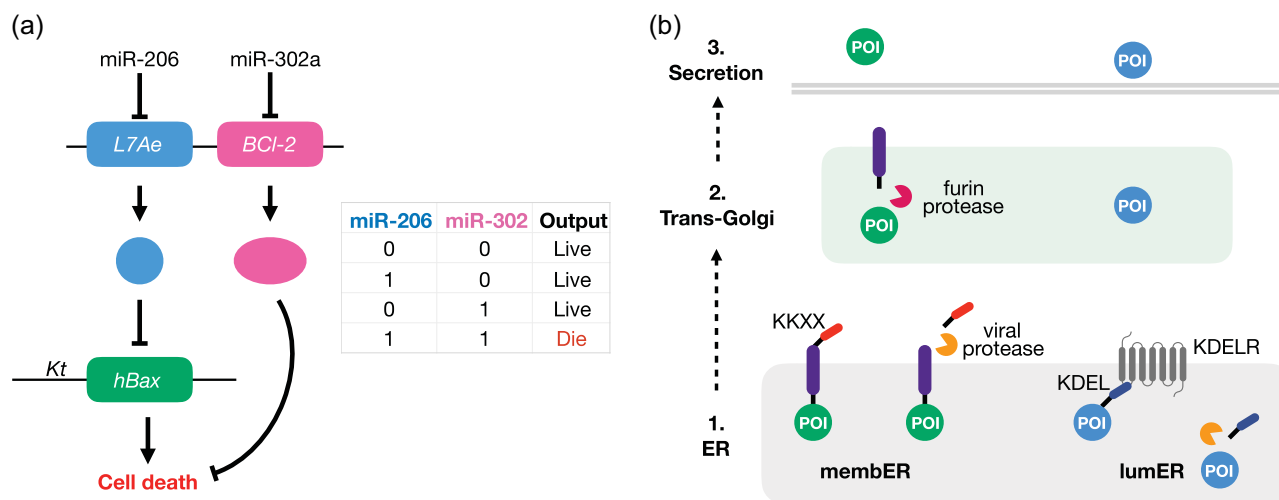 (a)
miR-206 miR-302a
L7Ae BCl-2
Kt hBax
Cell death
miR-206 miR-302 Output
0 0 Live
1 0 Live
0 1 Live
1 1 Die
(b)
3.
Secretion
POI POI
2.
Trans-Golgi
furin
protease
POI POI
KKXX
viral
protease
KDELR
KDEL
1.
ER
POI POI POI
POI
membER lumER